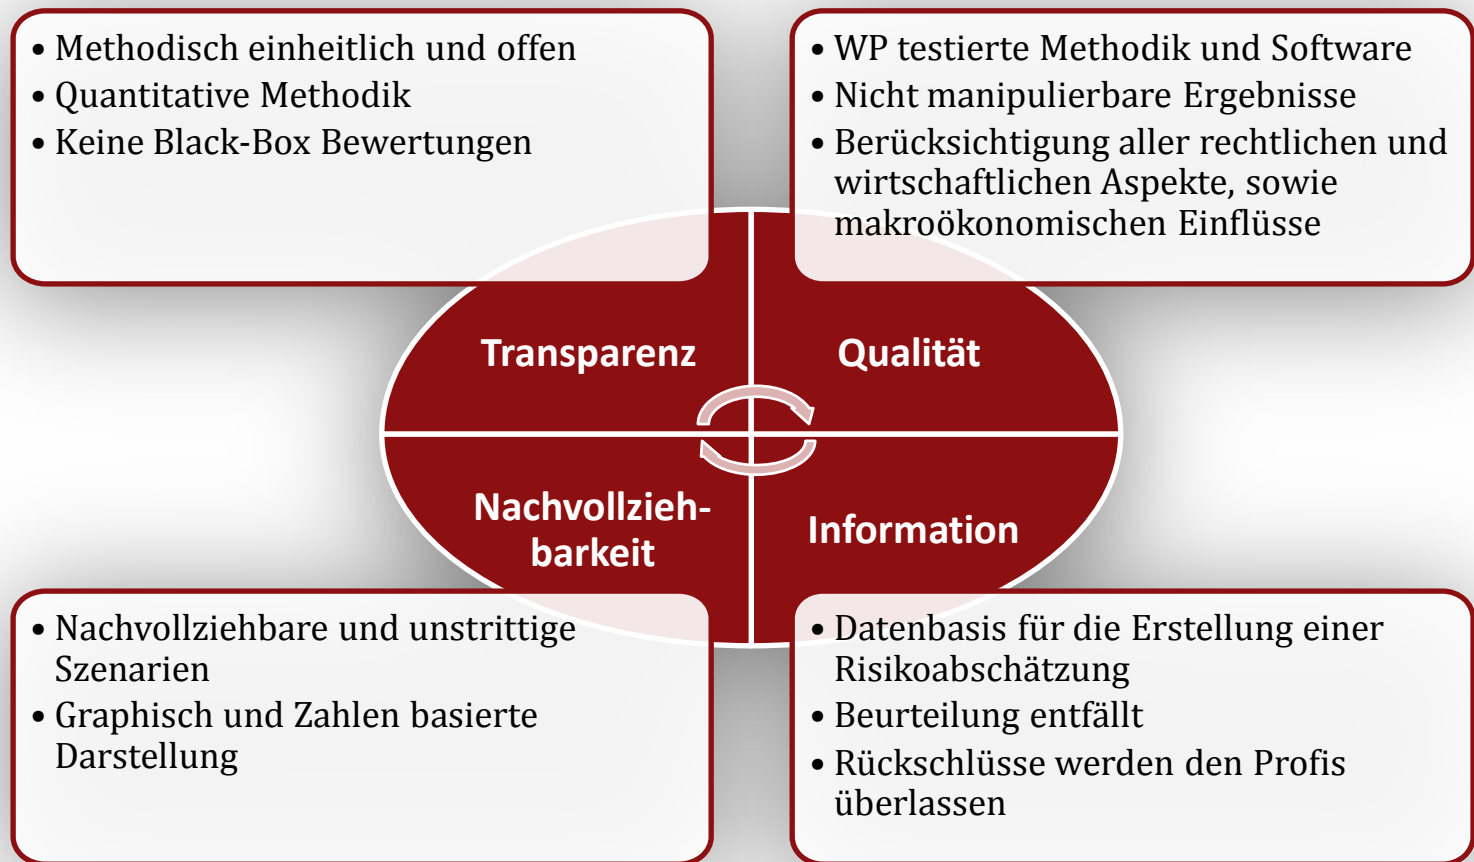 • Methodisch einheitlich und offen
• Quantitative Methodik
• Keine Black-Box Bewertungen
• WP testierte Methodik und Software
• Nicht manipulierbare Ergebnisse
• Berücksichtigung aller rechtlichen und
wirtschaftlichen Aspekte, sowie
makroökonomischen Einflüsse
Transparenz
Qualität
Nachvollzieh-
barkeit
Information
• Nachvollziehbare und unstrittige
Szenarien
• Graphisch und Zahlen basierte
Darstellung
• Datenbasis für die Erstellung einer
Risikoabschätzung
• Beurteilung entfällt
• Rückschlüsse werden den Profis
überlassen